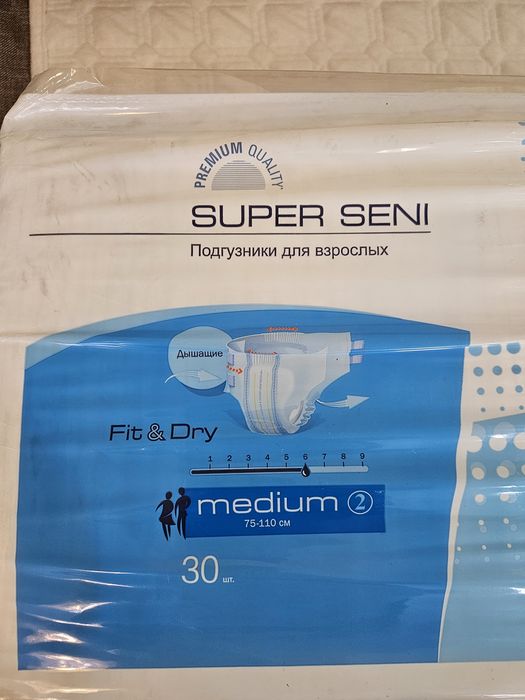 PREMIUM QUALITY
SUPER SENI
Подгузники для взрослых
Дышащие
Fit & Dry
1 2 3 4 5 6 7 8 9
medium 2
75-110 см
30 шт.